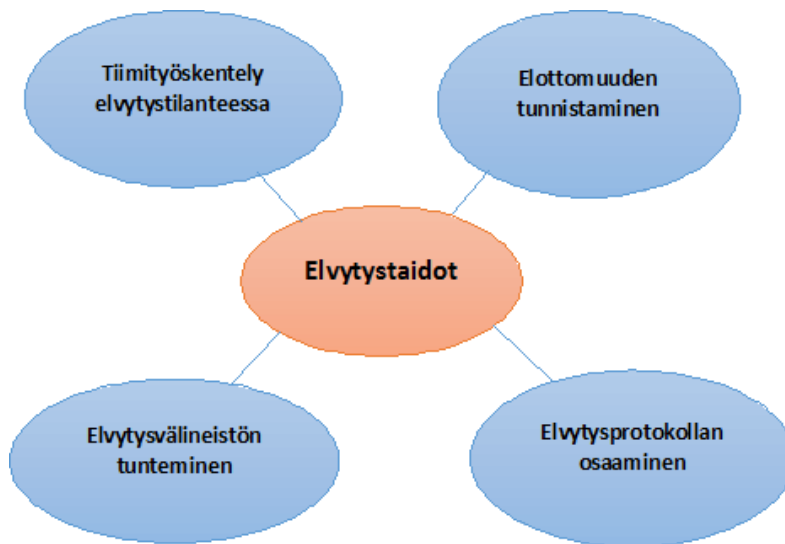 Tiimityöskentely
elvytystilanteessa
Elottomuuden
tunnistaminen
Elvytystaidot
Elvytysvälineistön
tunteminen
Elvytysprotokollan
osaaminen